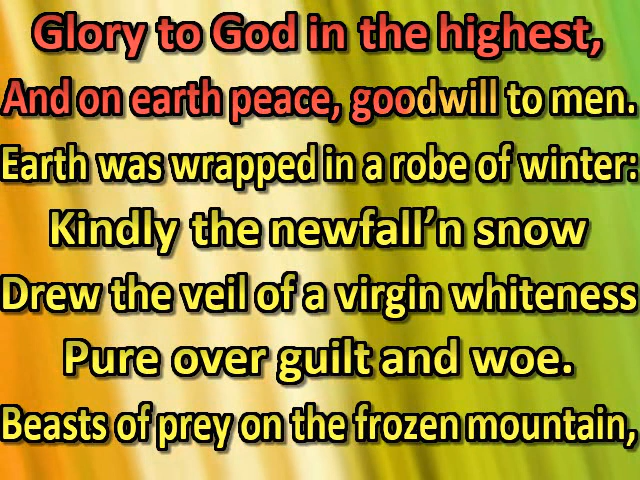 Glory to God in the highest,
And on earth peace, goodwill to men.
Earth was wrapped in a robe of winter:
Kindly the newfall’n snow
Drew the veil of a virgin whiteness
Pure over guilt and woe.
Beasts of prey on the frozen mountain,